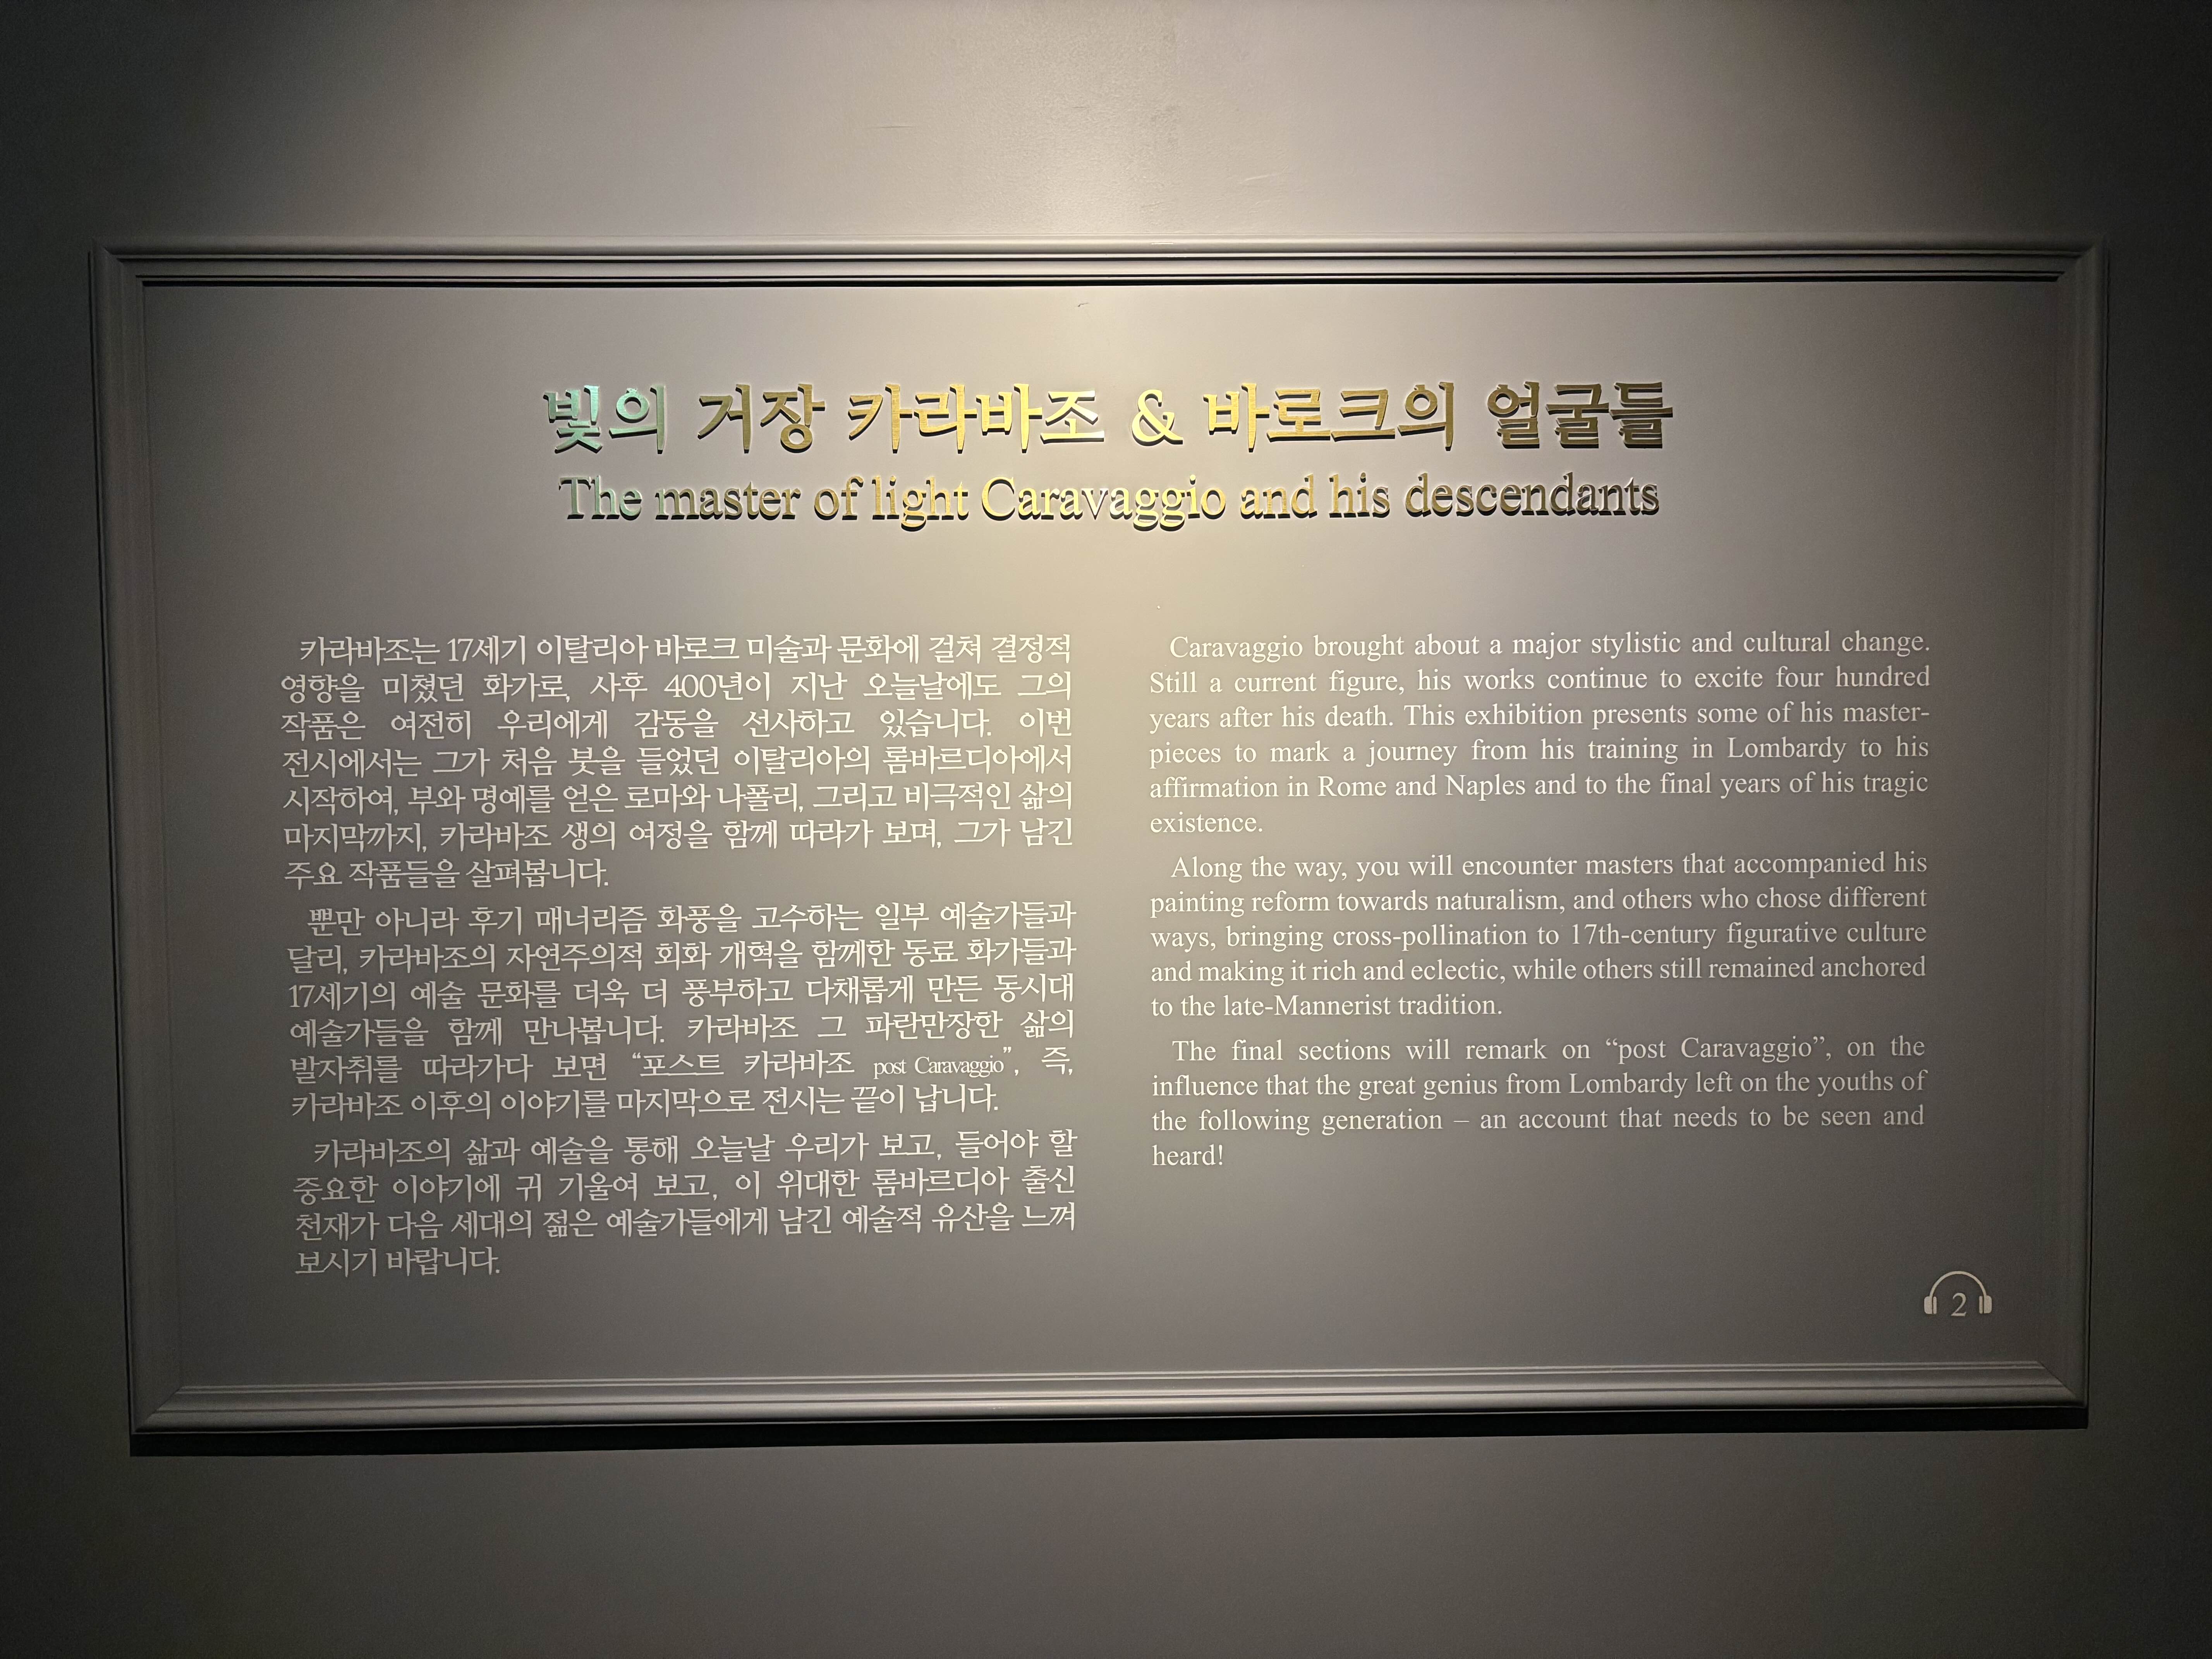 빛의 거장 카라바조 & 바로크의 얼굴들
The master of light Caravaggio and his descendants
카라바조는 17세기 이탈리아 바로크 미술과 문화에 걸쳐 결정적
영향을 미쳤던 화가로, 사후 400년이 지난 오늘날에도 그의
작품은 여전히 우리에게 감동을 선사하고 있습니다. 이번
전시에서는 그가 처음 붓을 들었던 이탈리아의 롬바르디아에서
시작하여, 부와 명예를 얻은 로마와 나폴리, 그리고 비극적인 삶의
마지막까지, 카라바조 생의 여정을 함께 따라가 보며, 그가 남긴
주요 작품들을 살펴봅니다.
뿐만 아니라 후기 매너리즘 화풍을 고수하는 일부 예술가들과
달리, 카라바조의 자연주의적 회화 개혁을 함께한 동료 화가들과
17세기의 예술 문화를 더욱 더 풍부하고 다채롭게 만든 동시대
예술가들을 함께 만나봅니다. 카라바조 그 파란만장한 삶의
발자취를 따라가다 보면 “포스트 카라바조 post Caravaggio”, 즉,
카라바조 이후의 이야기를 마지막으로 전시는 끝이 납니다.
카라바조의 삶과 예술을 통해 오늘날 우리가 보고, 들어야 할
중요한 이야기에 귀 기울여 보고, 이 위대한 롬바르디아 출신
천재가 다음 세대의 젊은 예술가들에게 남긴 예술적 유산을 느껴
보시기 바랍니다.
Caravaggio brought about a major stylistic and cultural change.
Still a current figure, his works continue to excite four hundred
years after his death. This exhibition presents some of his master-
pieces to mark a journey from his training in Lombardy to his
affirmation in Rome and Naples and to the final years of his tragic
existence.
Along the way, you will encounter masters that accompanied his
painting reform towards naturalism, and others who chose different
ways, bringing cross-pollination to 17th-century figurative culture
and making it rich and eclectic, while others still remained anchored
to the late-Mannerist tradition.
The final sections will remark on “post Caravaggio”, on the
influence that the great genius from Lombardy left on the youths of
the following generation – an account that needs to be seen and
heard!
2